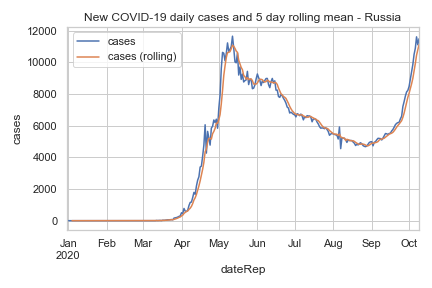 New COVID-19 daily cases and 5 day rolling mean - Russia
cases
cases (rolling)
12000
10000
8000
6000
4000
2000
0
cases
Jan Feb Mar Apr May Jun Jul Aug Sep Oct
2020
dateRep